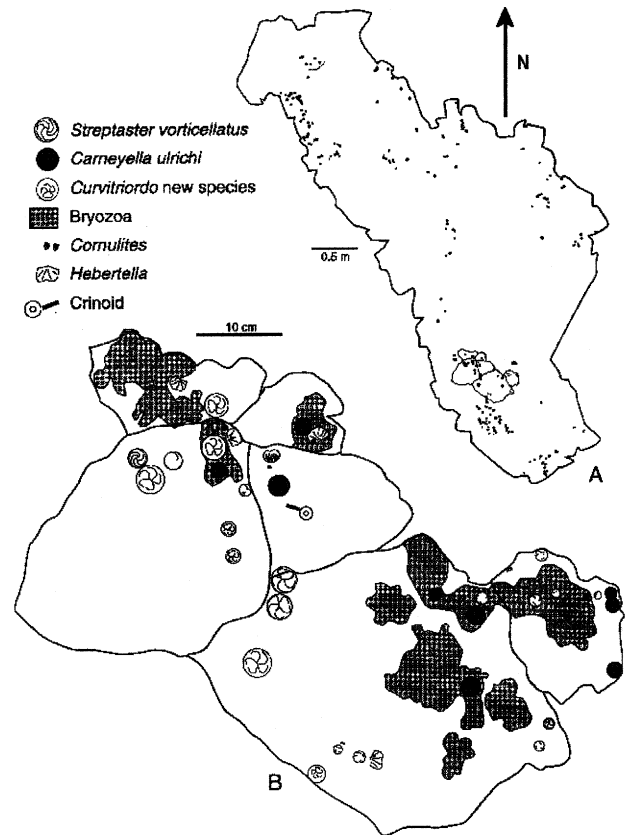 N
Streptaster vorticellatus
Carneyella ulrichi
Curvitriordo new species
Bryozoa
Cornulites
Hebertella
Crinoid
0.5 m
10 cm
A
B